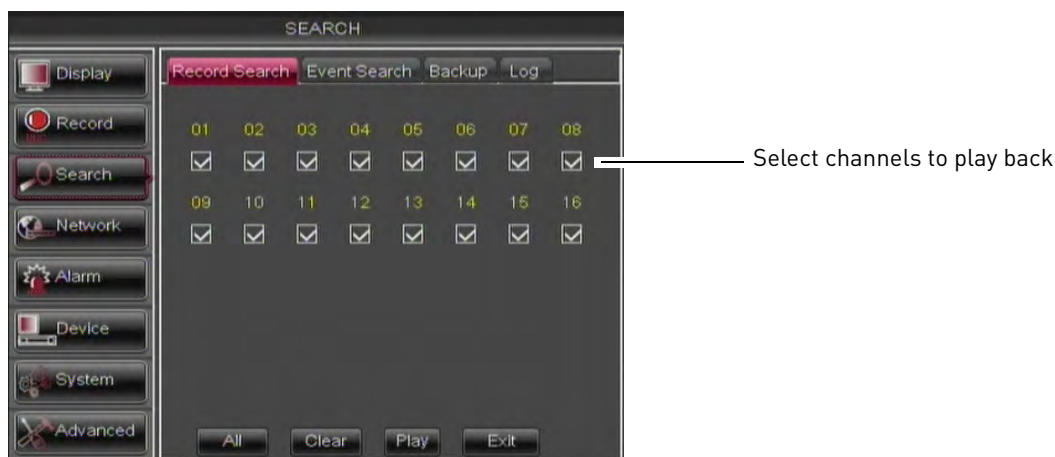 SEARCH
Display
Record
Search
Network
Alarm
Device
System
Advanced
Record Search Event Search Backup Log
01 02 03 04 05 06 07 08
09 10 11 12 13 14 15 16
All Clear Play Exit
Select channels to play back